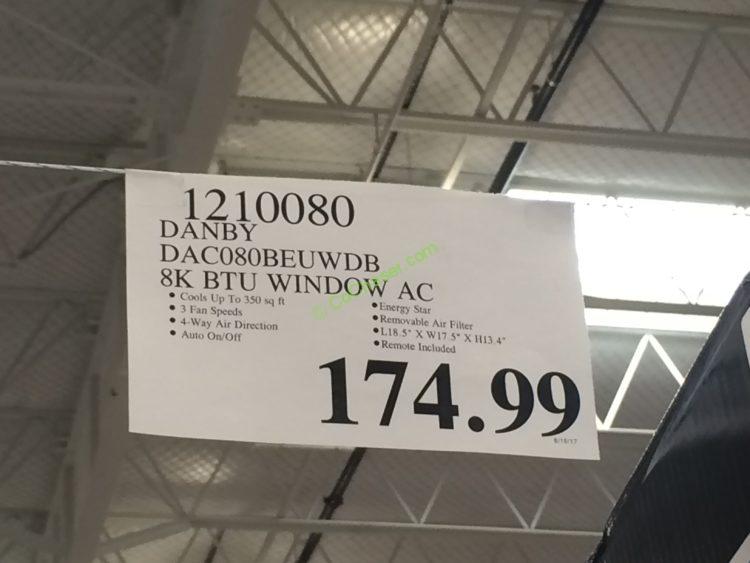 1210080
DANBY
DAC080BEUWDB
8K BTU WINDOW AC
• Cools Up To 350 sq ft
• 3 Fan Speeds
• 4-Way Air Direction
• Auto On/Off
• Energy Star
• Removable Air Filter
• L18.5" X W17.5" X H13.4"
• Remote Included
174.99